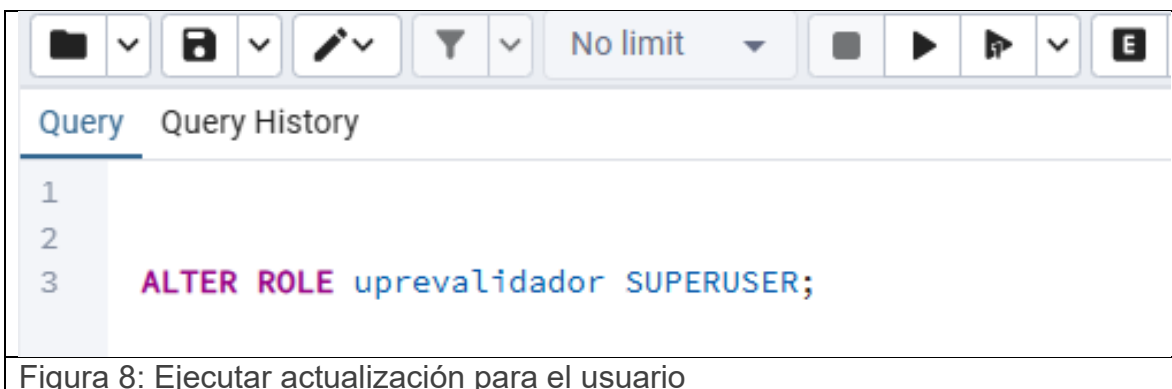 No limit
E
Query Query History
1
2
3 ALTER ROLE uprevalidador SUPERUSER;
Figura 8: Ejecutar actualización para el usuario